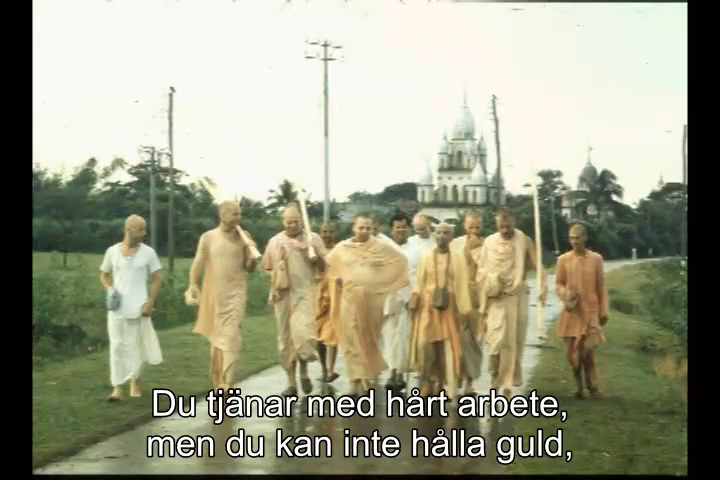 Du tjänar med hårt arbete,
men du kan inte hålla guld,